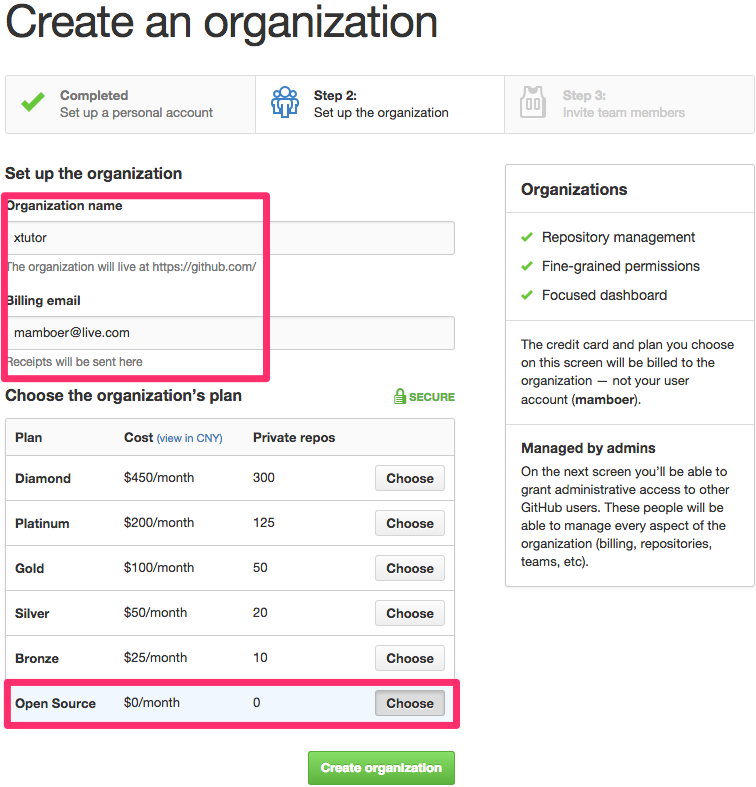 Create an organization
Completed
Set up a personal account
Step 2:
Set up the organization
Step 3:
Invite team members
Set up the organization
Organization name
xtutor
The organization will live at https://github.com/
Billing email
mamboer@live.com
Receipts will be sent here
Choose the organization's plan
SECURE
Plan Cost (view in CNY) Private repos
Diamond $450/month 300 Choose
Platinum $200/month 125 Choose
Gold $100/month 50 Choose
Silver $50/month 20 Choose
Bronze $25/month 10 Choose
Open Source $0/month 0 Choose
Create organization
Organizations
Repository management
Fine-grained permissions
Focused dashboard
The credit card and plan you choose
on this screen will be billed to the
organization — not your user
account (mamboer).
Managed by admins
On the next screen you'll be able to
grant administrative access to other
GitHub users. These people will be
able to manage every aspect of the
organization (billing, repositories,
teams, etc).